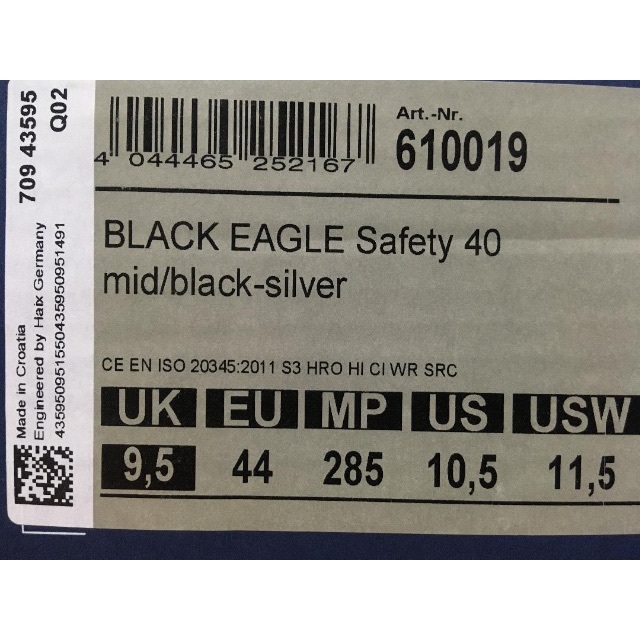 709 43595
Q02
Made in Croatia
Engineered by Haix Germany
4359509515504359509514​91
4 044465 252167
Art.-Nr.
610019
BLACK EAGLE Safety 40
mid/black-silver
CE EN ISO 20345:2011 S3 HRO HI CI WR SRC
UK EU MP US USW
9,5 44 285 10,5 11,5